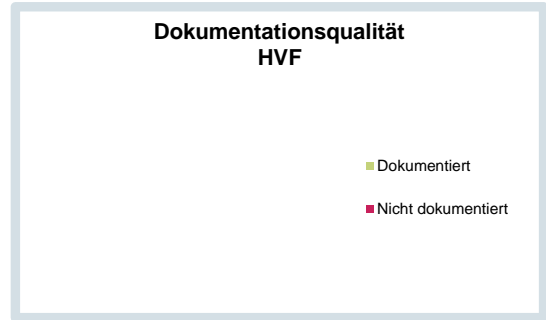 Dokumentationsqualität
HVF
Dokumentiert
Nicht dokumentiert